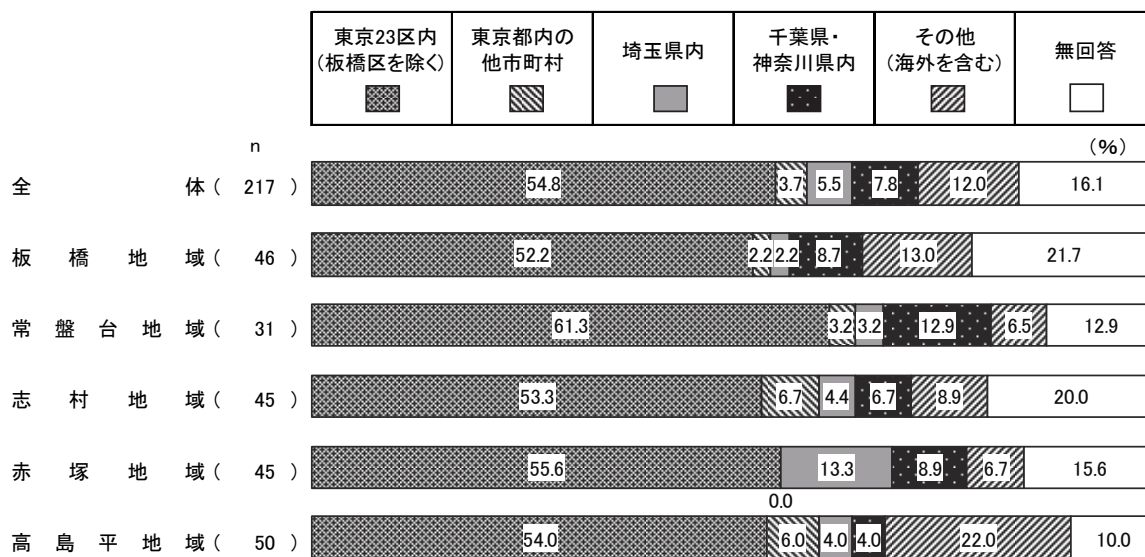 東京23区内 東京都内の 埼玉県内 千葉県・ その他 無回答
(板橋区を除く) 他市町村 神奈川県内 (海外を含む)
n (%)
全体( 217 ) 54.8 3.7 5.5 7.8 12.0 16.1
板橋地域( 46 ) 52.2 2.2 2.2 8.7 13.0 21.7
常盤台地域( 31 ) 61.3 3.2 3.2 12.9 6.5 12.9
志村地域( 45 ) 53.3 6.7 4.4 6.7 8.9 20.0
赤塚地域( 45 ) 55.6 13.3 8.9 6.7 15.6
0.0
高島平地域( 50 ) 54.0 6.0 4.0 4.0 22.0 10.0